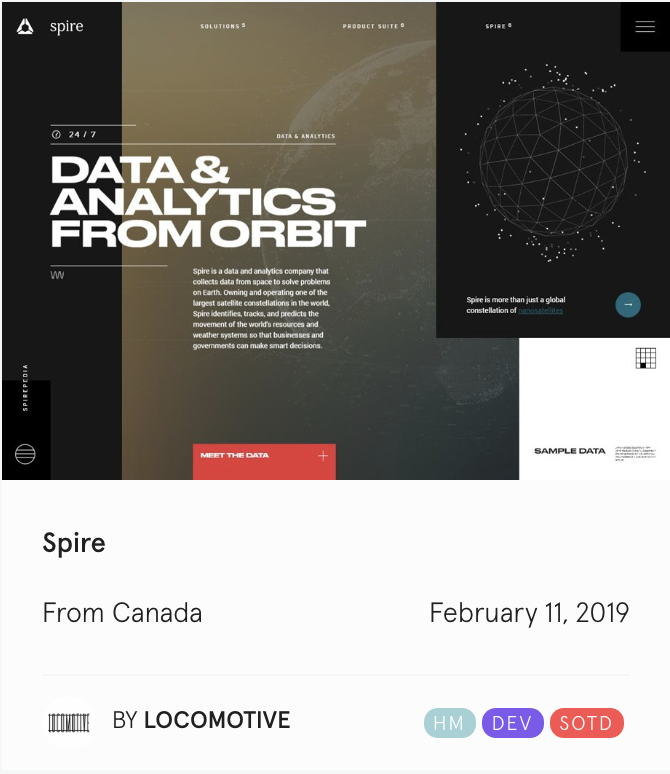 spire
SOLUTIONS
PRODUCT SUITE
SPIRE
24 / 7
DATA & ANALYTICS
DATA &
ANALYTICS
FROM ORBIT
Spire is a data and analytics company that
collects data from space to solve problems
on Earth. Owning and operating one of the
largest satellite constellations in the world,
Spire identifies, tracks, and predicts the
movement of the world's resources and
weather systems so that businesses and
governments can make smart decisions.
Spire is more than just a global
constellation of nanosatellites
SPIREPEDIA
MEET THE DATA
SAMPLE DATA
Spire
From Canada
February 11, 2019
LOCOMOTIVE
BY LOCOMOTIVE
HM
DEV
SOTD